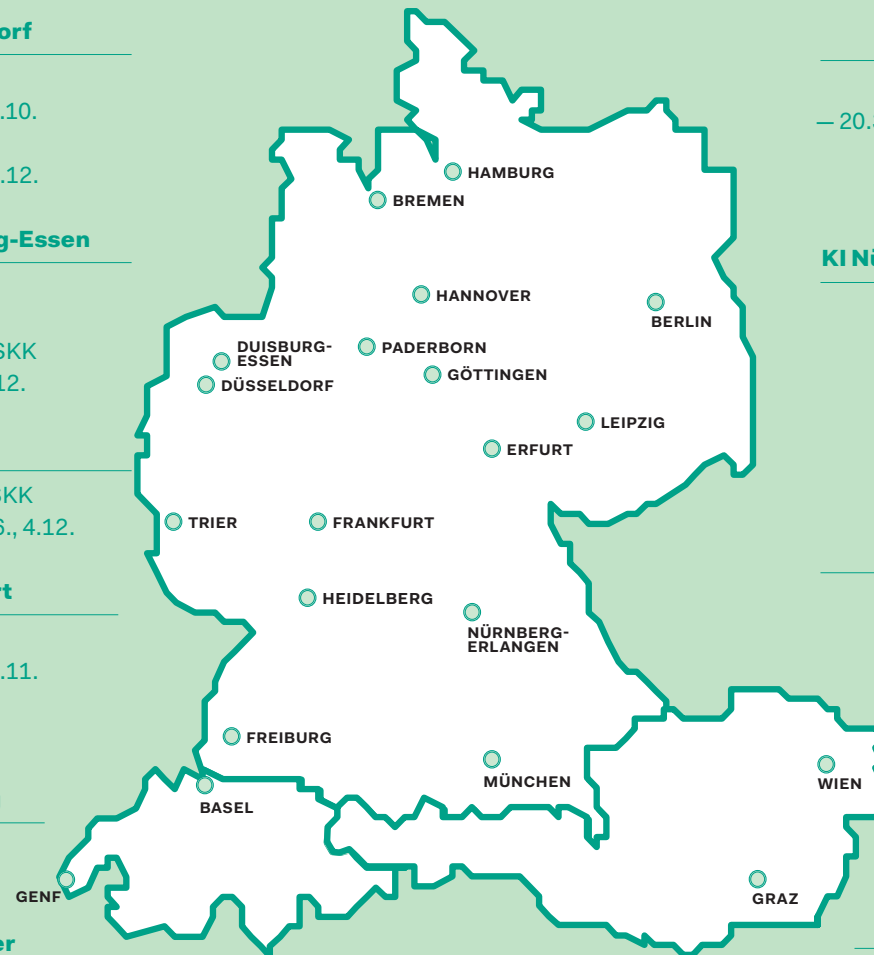 orf
.10.
.12.
g-Essen
SKK
12.
SKK
6., 4.12.
rt
.11.
er
HAMBURG
BREMEN
HANNOVER
BERLIN
DUISBURG-
ESSEN
PADERBORN
DÜSSELDORF
GÖTTINGEN
LEIPZIG
ERFURT
TRIER
FRANKFURT
HEIDELBERG
NÜRNBERG-
ERLANGEN
FREIBURG
MÜNCHEN
WIEN
BASEL
GENF
GRAZ
— 20.
KI Nü